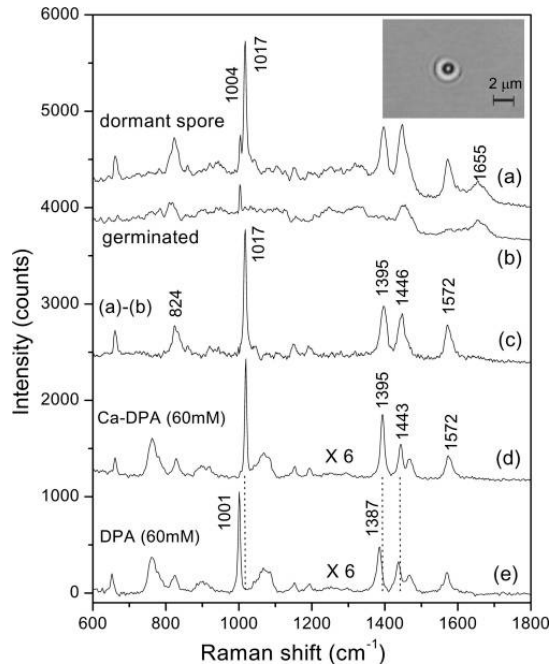 6000
5000
4000
3000
2000
1000
0
Intensity (counts)
1004
1017
2 μm
dormant spore
1655
(a)
germinated
(b)
1017
(a)-(b)
824
1395
1446
1572
(c)
Ca-DPA (60mM)
X 6
1395
1443
1572
(d)
DPA (60mM)
1001
X 6
1387
(e)
600 800 1000 1200 1400 1600 1800
Raman shift (cm⁻¹)